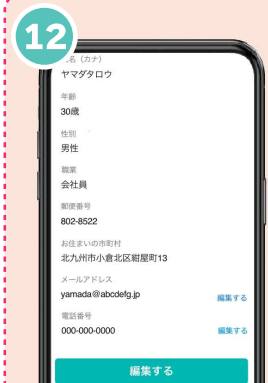 12
氏名（カナ）
ヤマダタロウ
年齢
30歳
性別
男性
職業
会社員
郵便番号
802-8522
お住まいの市町村
北九州市小倉北区紺屋町13
メールアドレス
yamada@abcdefg.jp 編集する
電話番号
000-000-0000 編集する
編集する